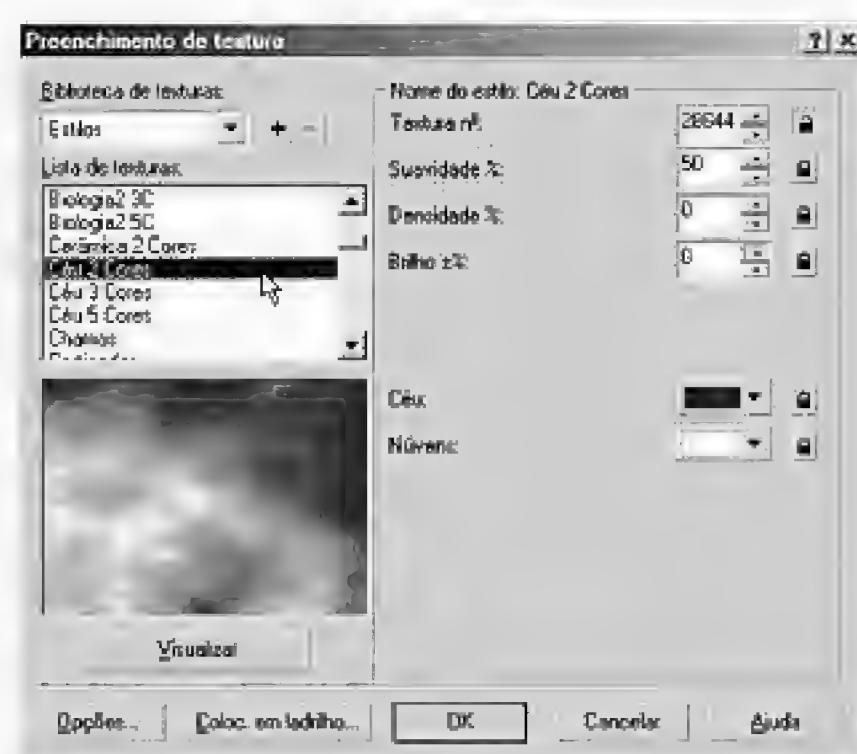 Preenchimento de textura
Biblioteca de texturas:
Estilos
Lista de texturas:
Biologia2 3C
Biologia2 5C
Cerâmica 2 Cores
Céu 2 Cores
Céu 3 Cores
Céu 5 Cores
Chamas
Visualizar
Nome do estilo: Céu 2 Cores
Textura nº: 28644
Suavidade %: 50
Densidade %: 0
Brilho ±%: 0
Céu:
Núvens:
Opções...
Coloc. em ladrilho...
OK
Cancelar
Ajuda